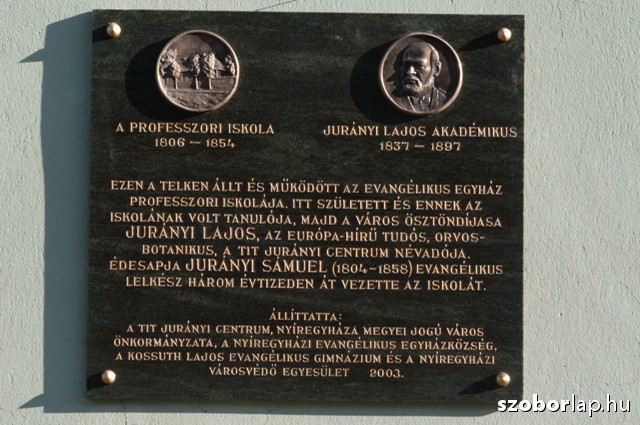 A PROFESSZORI ISKOLA
1806 – 1854
JURÁNYI LAJOS AKADÉMIKUS
1837 – 1897
EZEN A TELKEN ÁLLT ÉS MŰKÖDÖTT AZ EVANGÉLIKUS EGYHÁZ
PROFESSZORI ISKOLÁJA. ITT SZÜLETETT ÉS ENNEK AZ
ISKOLÁNAK VOLT TANULÓJA, MAJD A VÁROS ÖSZTÖNDÍJASA
JURÁNYI LAJOS, AZ EURÓPA-HÍRŰ TUDÓS, ORVOS-
BOTANIKUS, A TIT JURÁNYI CENTRUM NÉVADÓJA.
ÉDESAPJA JURÁNYI SÁMUEL (1804-1858) EVANGÉLIKUS
LELKÉSZ HÁROM ÉVTIZEDEN ÁT VEZETTE AZ ISKOLÁT.
ÁLLÍTTATTA:
A TIT JURÁNYI CENTRUM, NYÍREGYHÁZA MEGYEI JOGÚ VÁROS
ÖNKORMÁNYZATA, A NYÍREGYHÁZI EVANGÉLIKUS EGYHÁZKÖZSÉG,
A KOSSUTH LAJOS EVANGÉLIKUS GIMNÁZIUM ÉS A NYÍREGYHÁZI
VÁROSVÉDŐ EGYESÜLET 2003.
szoborlap.hu